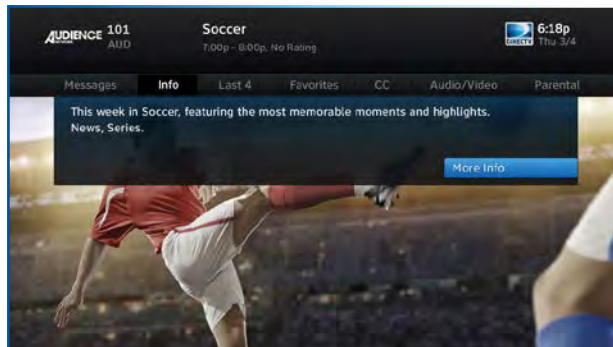 AUDIENCE 101
NETWORK AUD
Soccer
7:00p - 8:00p, No Rating
DIRECTV
6:18p
Thu 3/4
Messages Info Last 4 Favorites CC Audio/Video Parental
This week in Soccer, featuring the most memorable moments and highlights.
News, Series.
More Info